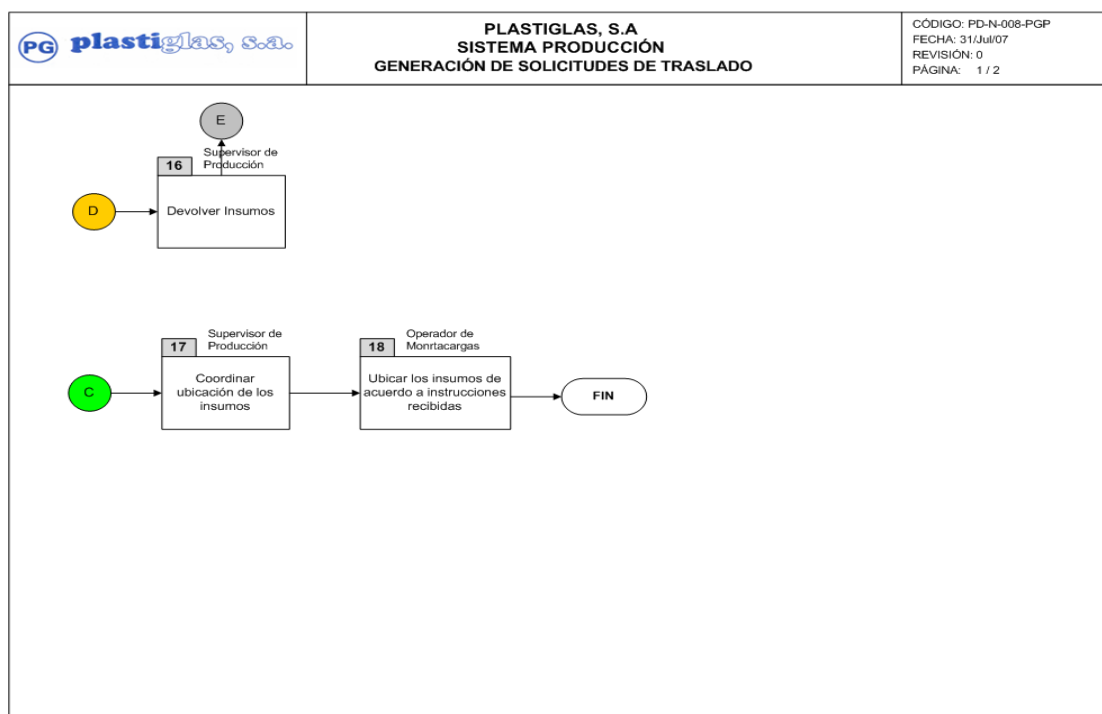 PG plastiglas, s.a.
PLASTIGLAS, S.A
SISTEMA PRODUCCIÓN
GENERACIÓN DE SOLICITUDES DE TRASLADO
CÓDIGO: PD-N-008-PGP
FECHA: 31/Jul/07
REVISIÓN: 0
PÁGINA: 1 / 2
E
16
Supervisor de
Producción
D
Devolver Insumos
17
Supervisor de
Producción
C
Coordinar
ubicación de los
insumos
18
Operador de
Monrtacargas
Ubicar los insumos de
acuerdo a instrucciones
recibidas
FIN